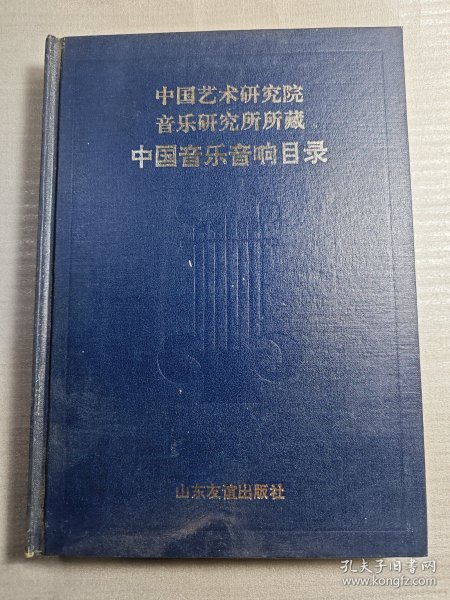 中国艺术研究院
音乐研究所所藏
中国音乐音响目录
山东友谊出版社
孔夫子旧书网
www.kongfz.com